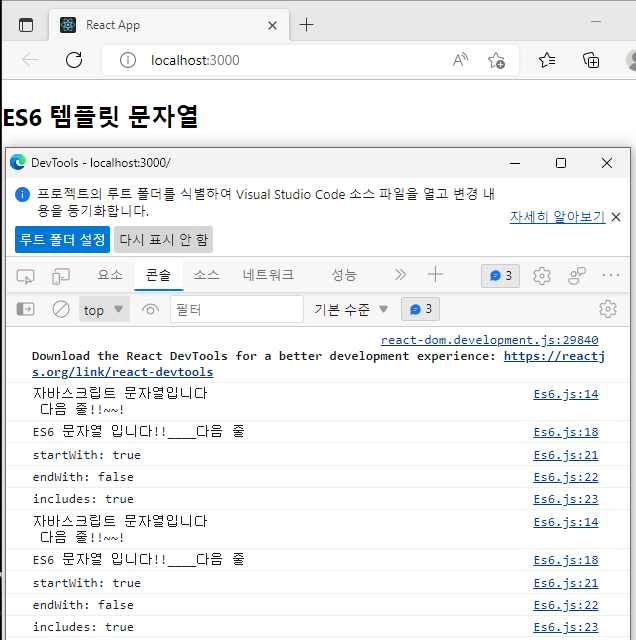 React App
localhost:3000
ES6 템플릿 문자열
DevTools - localhost:3000/
프로젝트의 루트 폴더를 식별하여 Visual Studio Code 소스 파일을 열고 변경 내
용을 동기화합니다.
자세히 알아보기
루트 폴더 설정 다시 표시 안 함
요소 콘솔 소스 네트워크 성능 3
top 필터 기본 수준 3
react-dom.development.js:29840
Download the React DevTools for a better development experience: https://reactj
s.org/link/react-devtools
자바스크립트 문자열입니다 Es6.js:14
다음 줄!!~~!
ES6 문자열 입니다!!____다음 줄 Es6.js:18
startWith: true Es6.js:21
endWith: false Es6.js:22
includes: true Es6.js:23
자바스크립트 문자열입니다 Es6.js:14
다음 줄!!~~!
ES6 문자열 입니다!!____다음 줄 Es6.js:18
startWith: true Es6.js:21
endWith: false Es6.js:22
includes: true Es6.js:23